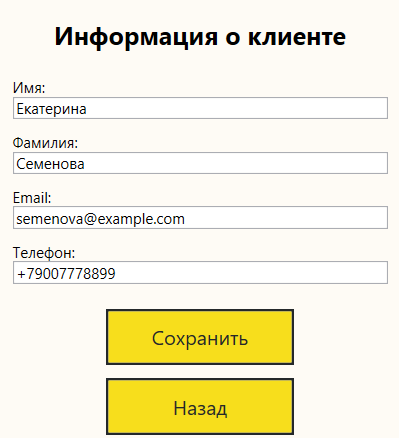 Информация о клиенте
Имя:
Екатерина
Фамилия:
Семенова
Email:
semenova@example.com
Телефон:
+79007778899
Сохранить
Назад